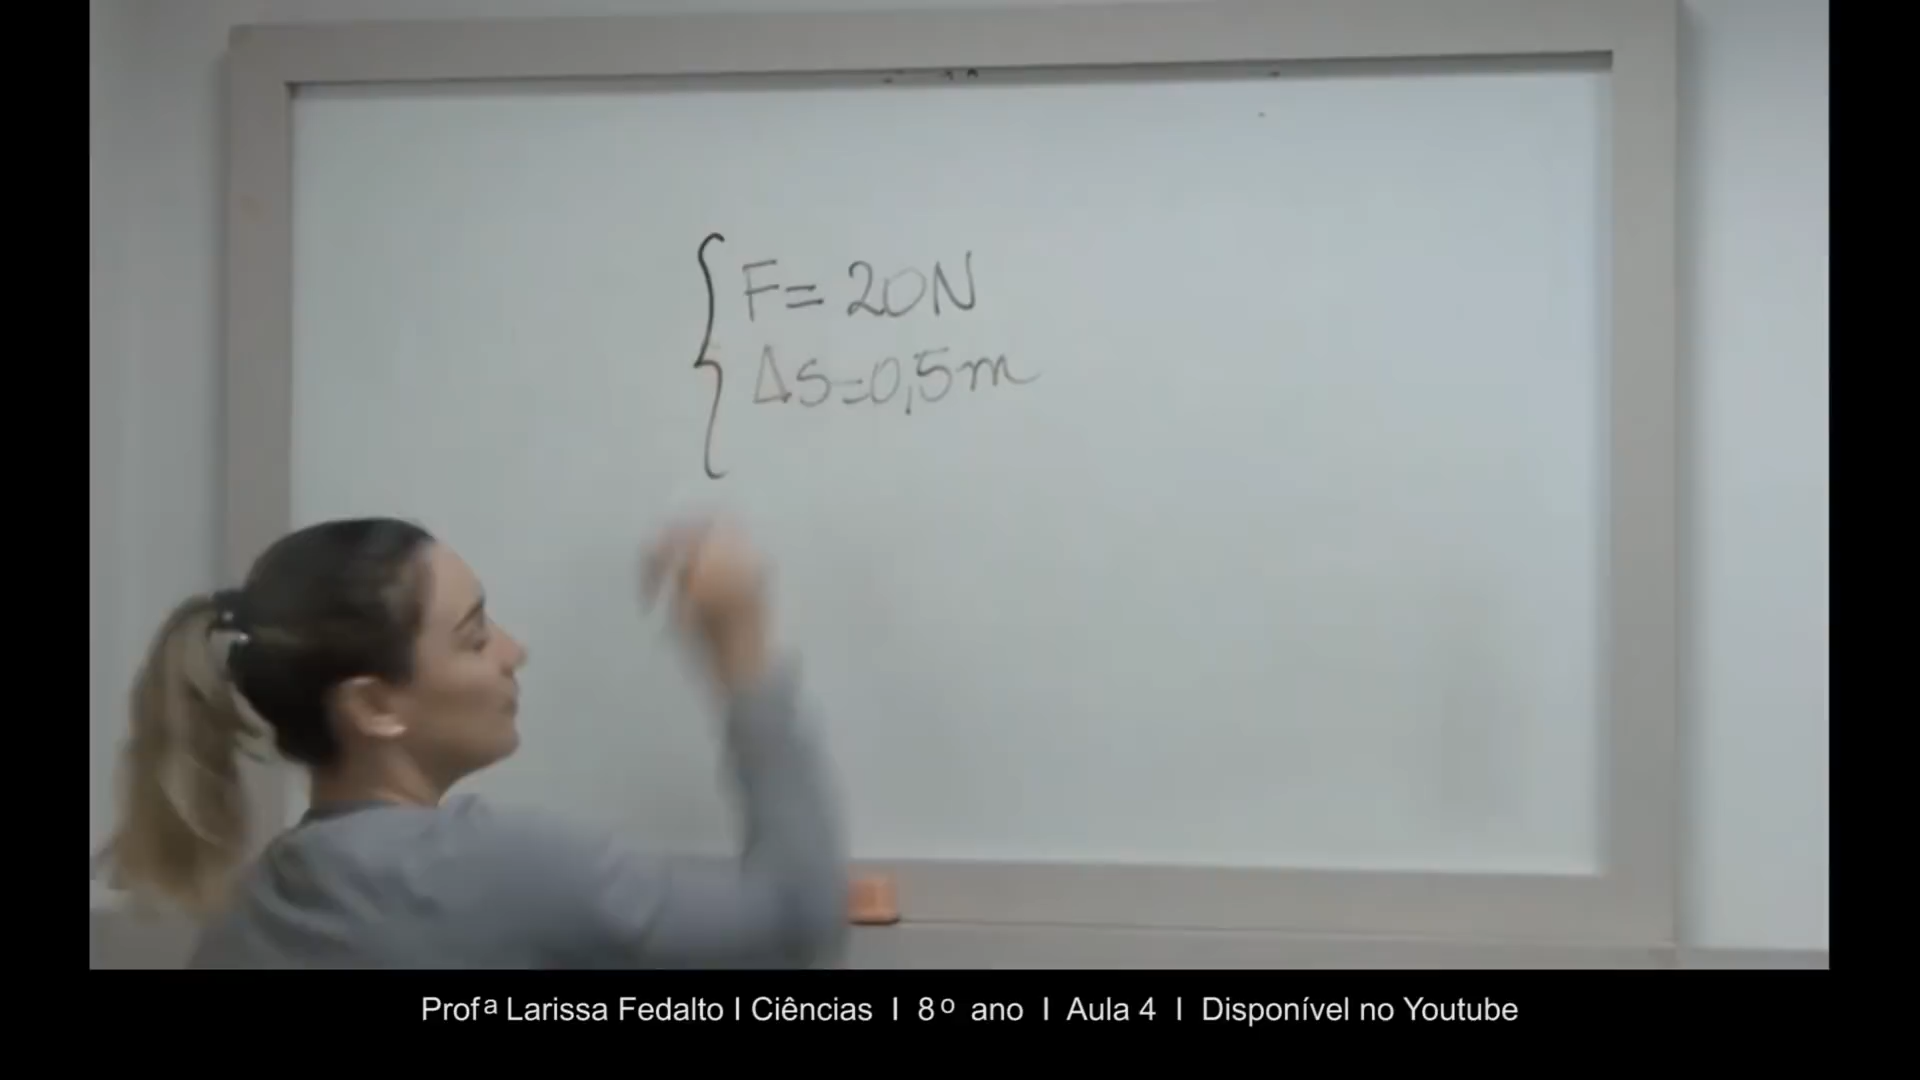 F = 20N
ΔS = 0,5m
Profª Larissa Fedalto I Ciências I 8º ano I Aula 4 I Disponível no Youtube